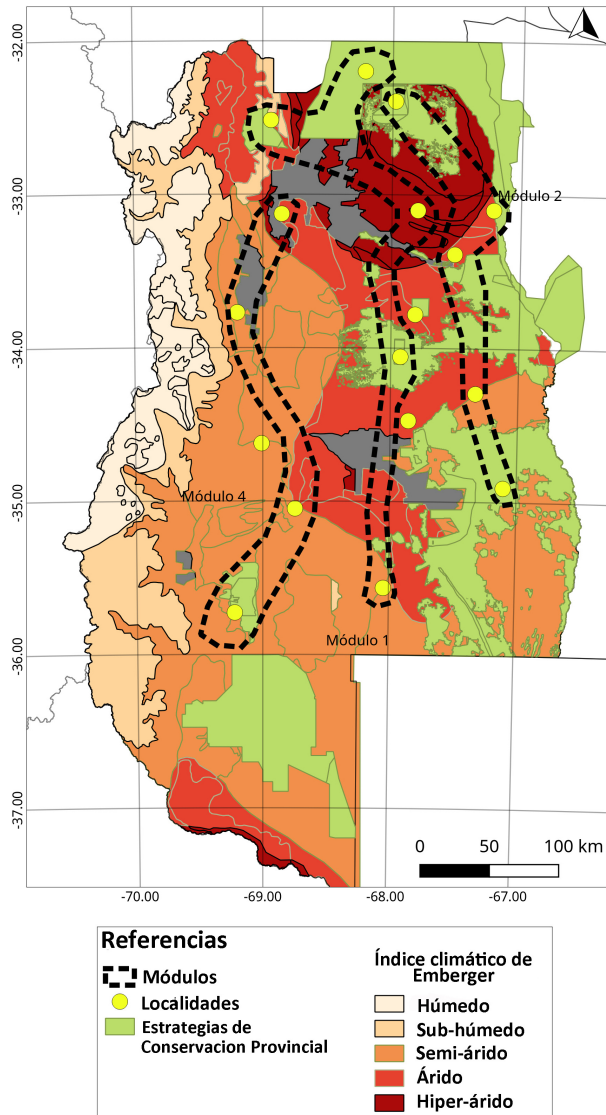 -32.00
-33.00
Módulo 2
-34.00
-35.00
Módulo 4
Módulo 1
-36.00
-37.00
0
50
100 km
-70.00
-69.00
-68.00
-67.00
Referencias
Módulos
Localidades
Estrategias de
Conservacion Provincial
Índice climático de
Emberger
Húmedo
Sub-húmedo
Semi-árido
Árido
Hiper-árido